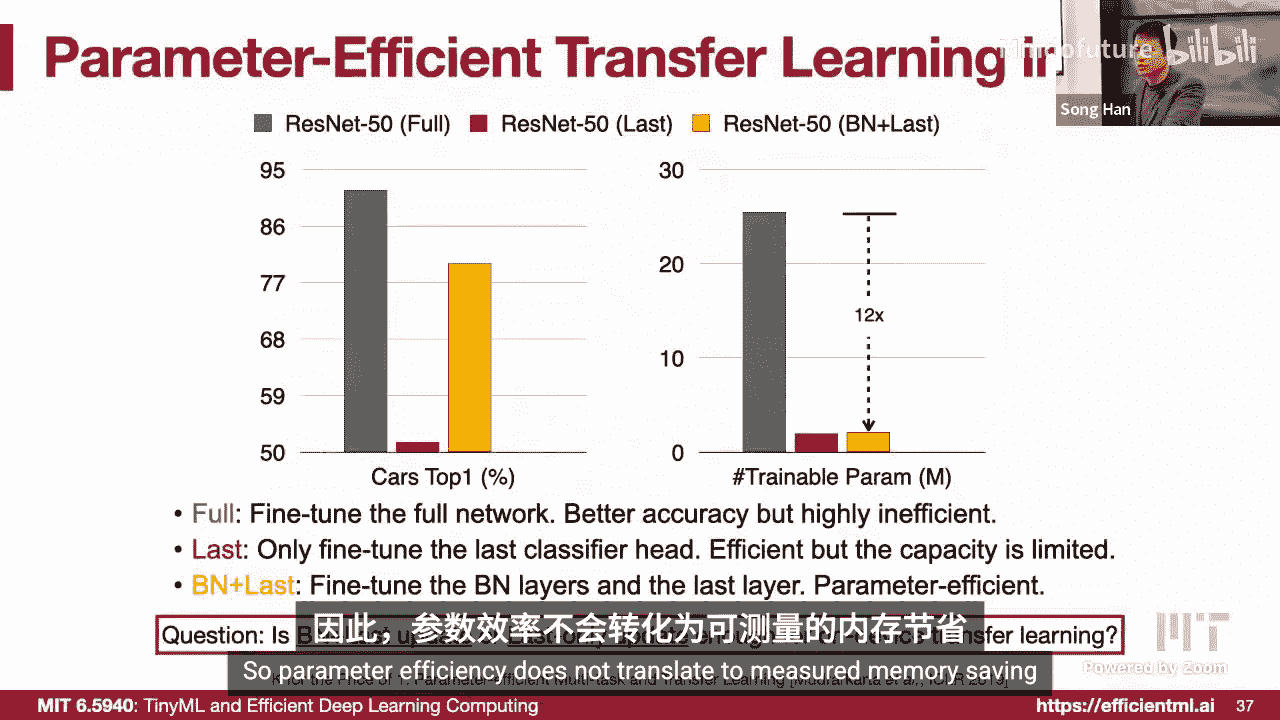 Parameter-Efficient Transfer Learning in
bilibili
Song Han
ResNet-50 (Full) ResNet-50 (Last) ResNet-50 (BN+Last)
95
86
77
68
59
50
Cars Top1 (%)
30
20
10
0
12x
#Trainable Param (M)
• Full: Fine-tune the full network. Better accuracy but highly inefficient.
• Last: Only fine-tune the last classifier head. Efficient but the capacity is limited.
• BN+Last: Fine-tune the BN layers and the last layer. Parameter-efficient.
Question: Is transfer learning?
因此，参数效率不会转化为可测量的内存节省
So parameter efficiency does not translate to measured memory saving
MIT
Powered by Zoom
MIT 6.5940: TinyML and Efficient Deep Learning Computing
https://efficientml.ai
37